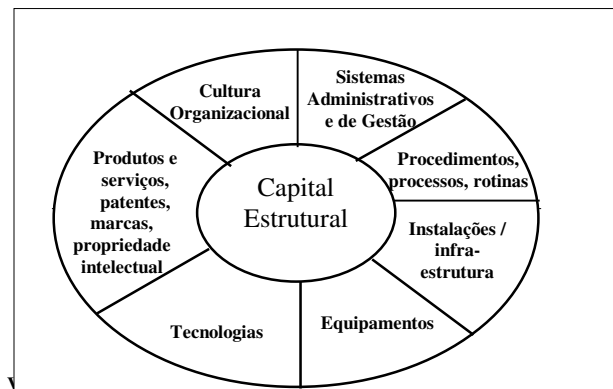 Cultura
Organizacional
Sistemas
Administrativos
e de Gestão
Procedimentos,
processos, rotinas
Instalações /
infra-
estrutura
Equipamentos
Tecnologias
Produtos e
serviços,
patentes,
marcas,
propriedade
intelectual
Capital
Estrutural